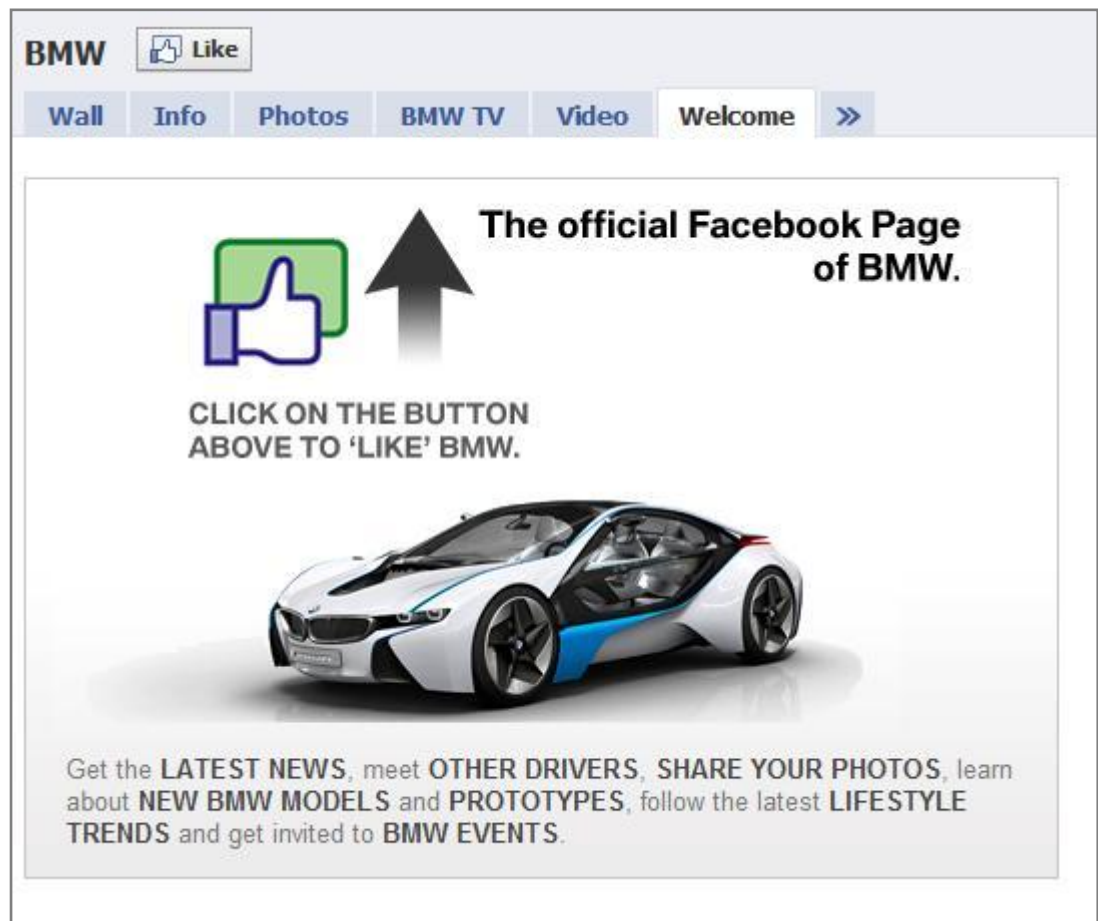 BMW Like
Wall Info Photos BMW TV Video Welcome »
The official Facebook Page
of BMW.
CLICK ON THE BUTTON
ABOVE TO ‘LIKE’ BMW.
Get the LATEST NEWS, meet OTHER DRIVERS, SHARE YOUR PHOTOS, learn
about NEW BMW MODELS and PROTOTYPES, follow the latest LIFESTYLE
TRENDS and get invited to BMW EVENTS.